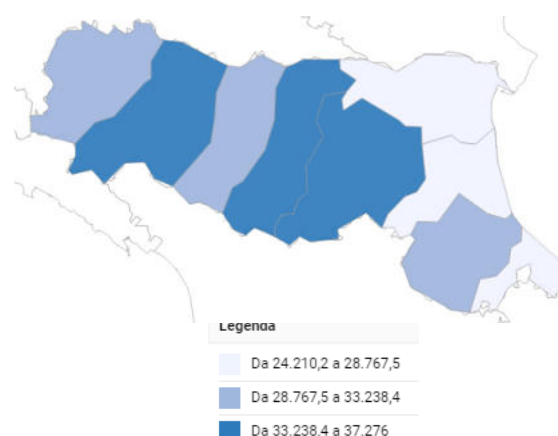 Legenda
Da 24.210,2 a 28.767,5
Da 28.767,5 a 33.238,4
Da 33.238,4 a 37.276